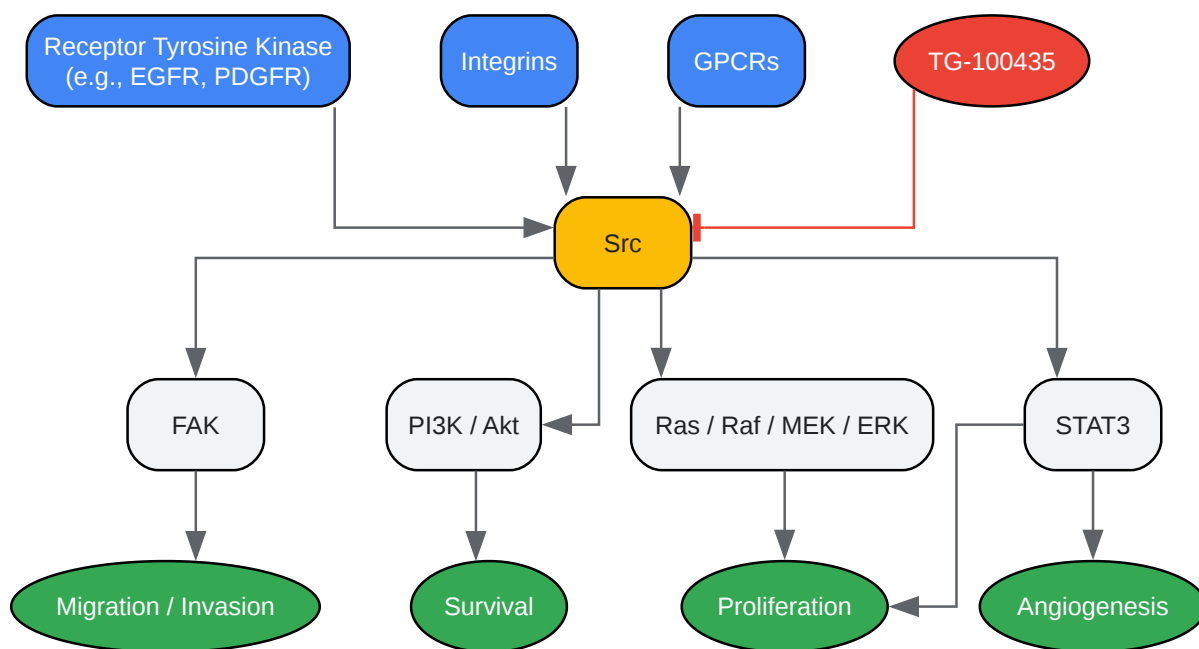 Receptor Tyrosine Kinase
(e.g., EGFR, PDGFR)
Integrins
GPCRs
TG-100435
Src
FAK
PI3K / Akt
Ras / Raf / MEK / ERK
STAT3
Migration / Invasion
Survival
Proliferation
Angiogenesis